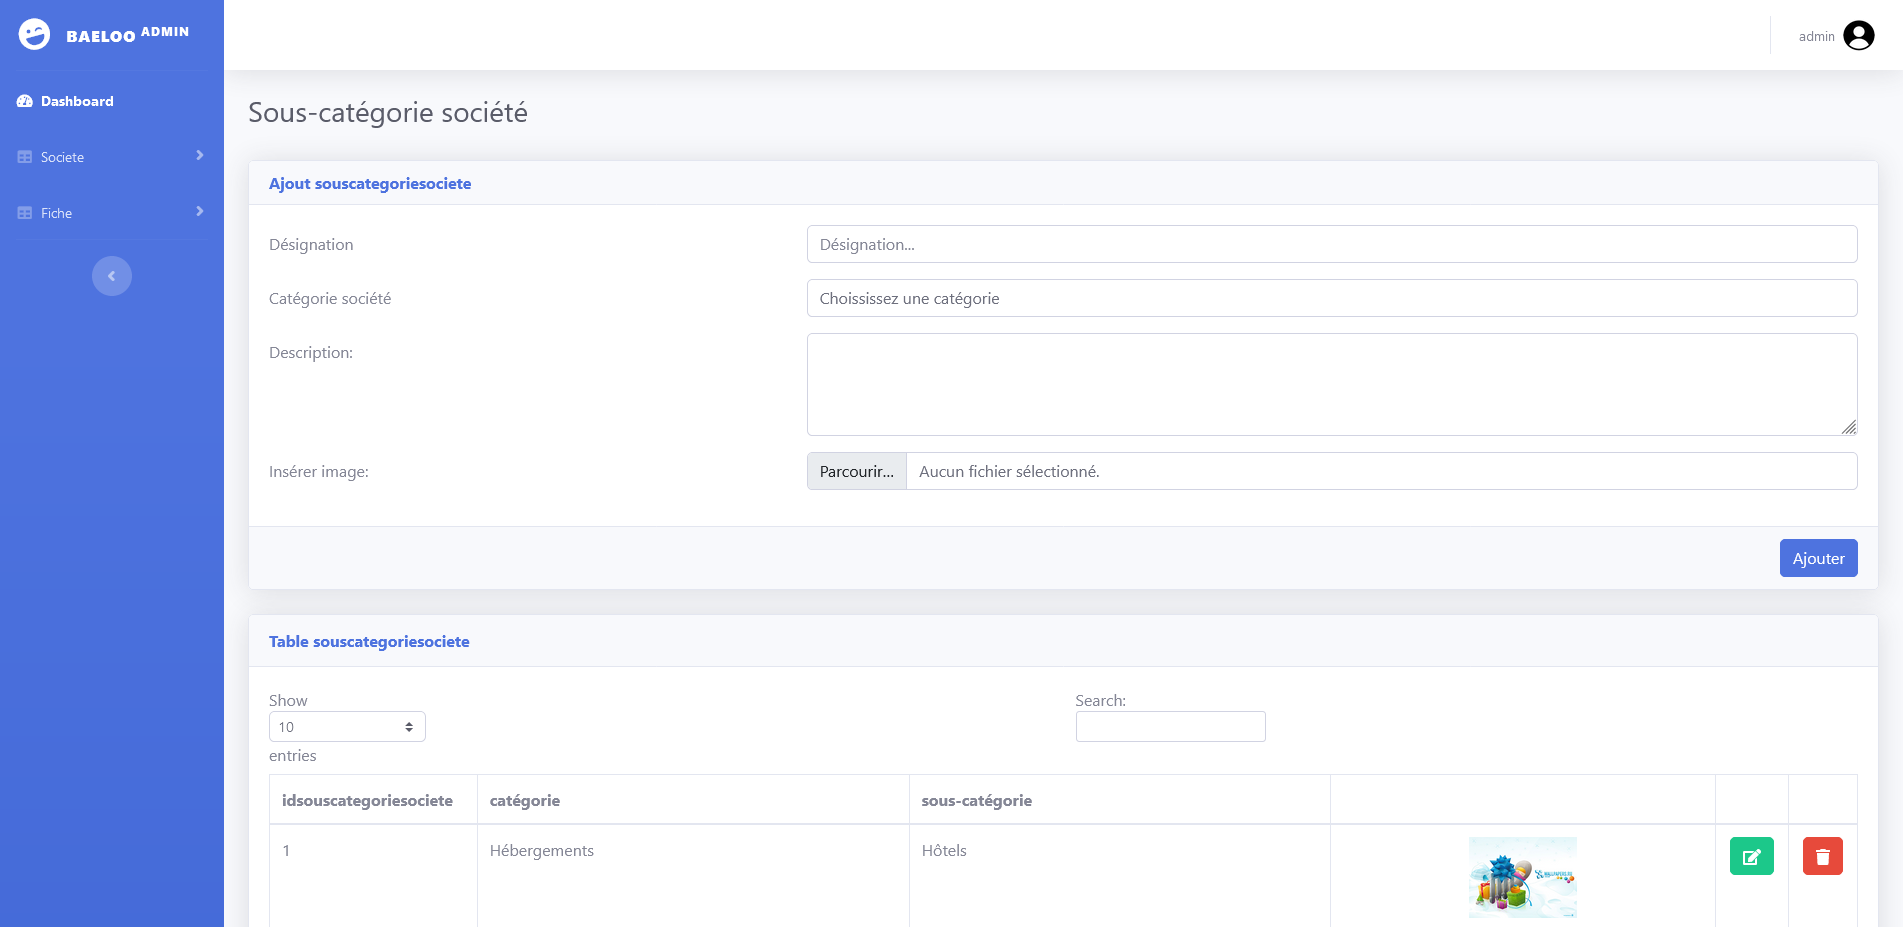 BAELOO ADMIN
admin
Dashboard
Societe
Fiche
Sous-catégorie société
Ajout souscategoriesociete
Désignation
Désignation...
Catégorie société
Choississez une catégorie
Description:
Insérer image:
Parcourir... Aucun fichier sélectionné.
Ajouter
Table souscategoriesociete
Show
10
entries
Search:
idsouscategoriesociete catégorie sous-catégorie
1 Hébergements Hôtels